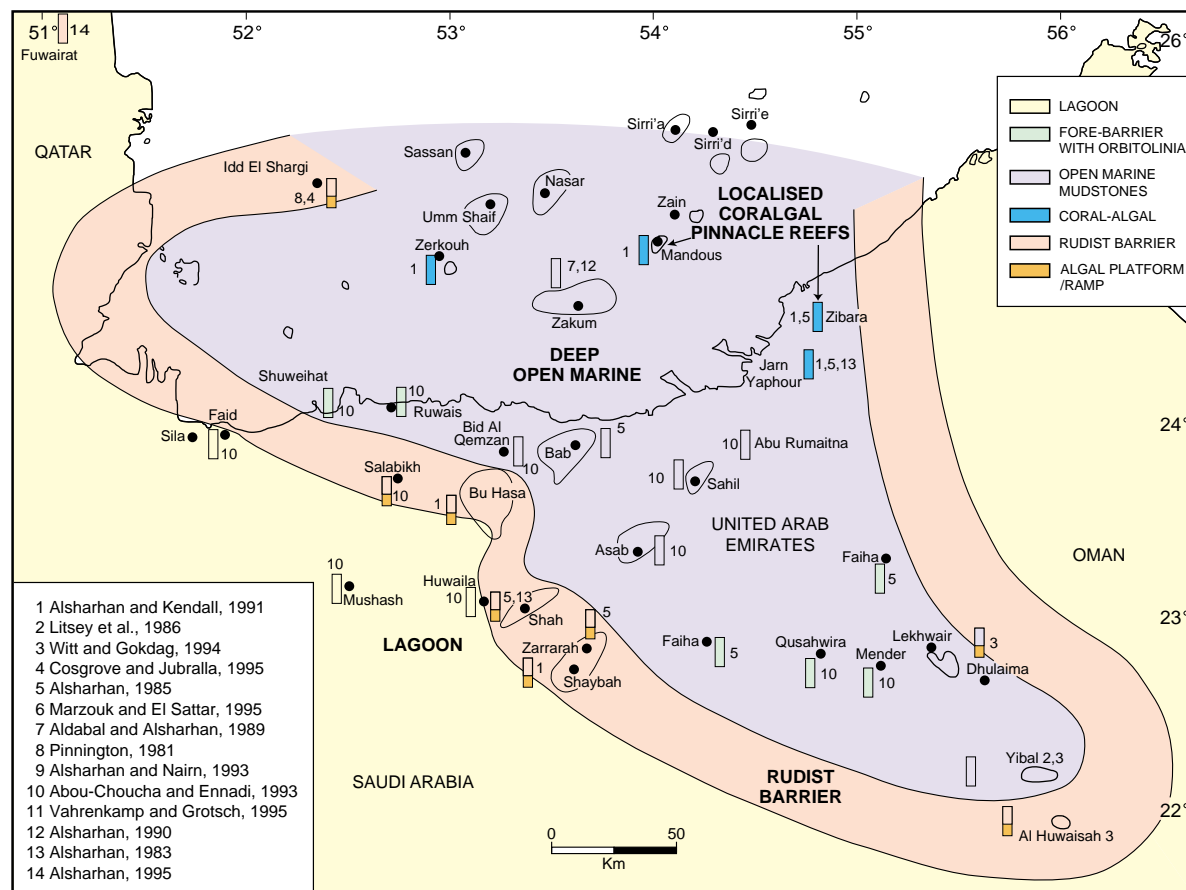 51° 52° 53° 54° 55° 56°
26°
14
Fuwairat
QATAR
Idd El Shargi
8,4
Sassan
Umm Shaif
Nasar
Sirri'a
Sirri'd
Sirri'e
Zain
LOCALISED
CORALGAL
PINNACLE REEFS
Zerkouh
1
7,12
Zakum
1
Mandous
1,5
Zibara
Jarn
Yaphour
1,5,13
DEEP
OPEN MARINE
LAGOON
FORE-BARRIER
WITH ORBITOLINIA
OPEN MARINE
MUDSTONES
CORAL-ALGAL
RUDIST BARRIER
ALGAL PLATFORM
/RAMP
Shuweihat
10
10
Ruwais
Sila
Faid
10
Bid Al
Qemzan
10
Bab
5
10
Abu Rumaitna
24°
Salabikh
10
1
Bu Hasa
10
Sahil
UNITED ARAB
EMIRATES
Asab
10
Faiha
5
OMAN
10
Mushash
Huwaila
10
5,13
Shah
5
LAGOON
Zarrarah
1
Shaybah
Faiha
5
Qusahwira
10
Mender
10
Lekhwair
3
Dhulaima
23°
Yibal 2,3
RUDIST
BARRIER
SAUDI ARABIA
Al Huwaisah 3
22°
0 50
Km
1 Alsharhan and Kendall, 1991
2 Litsey et al., 1986
3 Witt and Gokdag, 1994
4 Cosgrove and Jubralla, 1995
5 Alsharhan, 1985
6 Marzouk and El Sattar, 1995
7 Aldabal and Alsharhan, 1989
8 Pinnington, 1981
9 Alsharhan and Nairn, 1993
10 Abou-Choucha and Ennadi, 1993
11 Vahrenkamp and Grotsch, 1995
12 Alsharhan, 1990
13 Alsharhan, 1983
14 Alsharhan, 1995